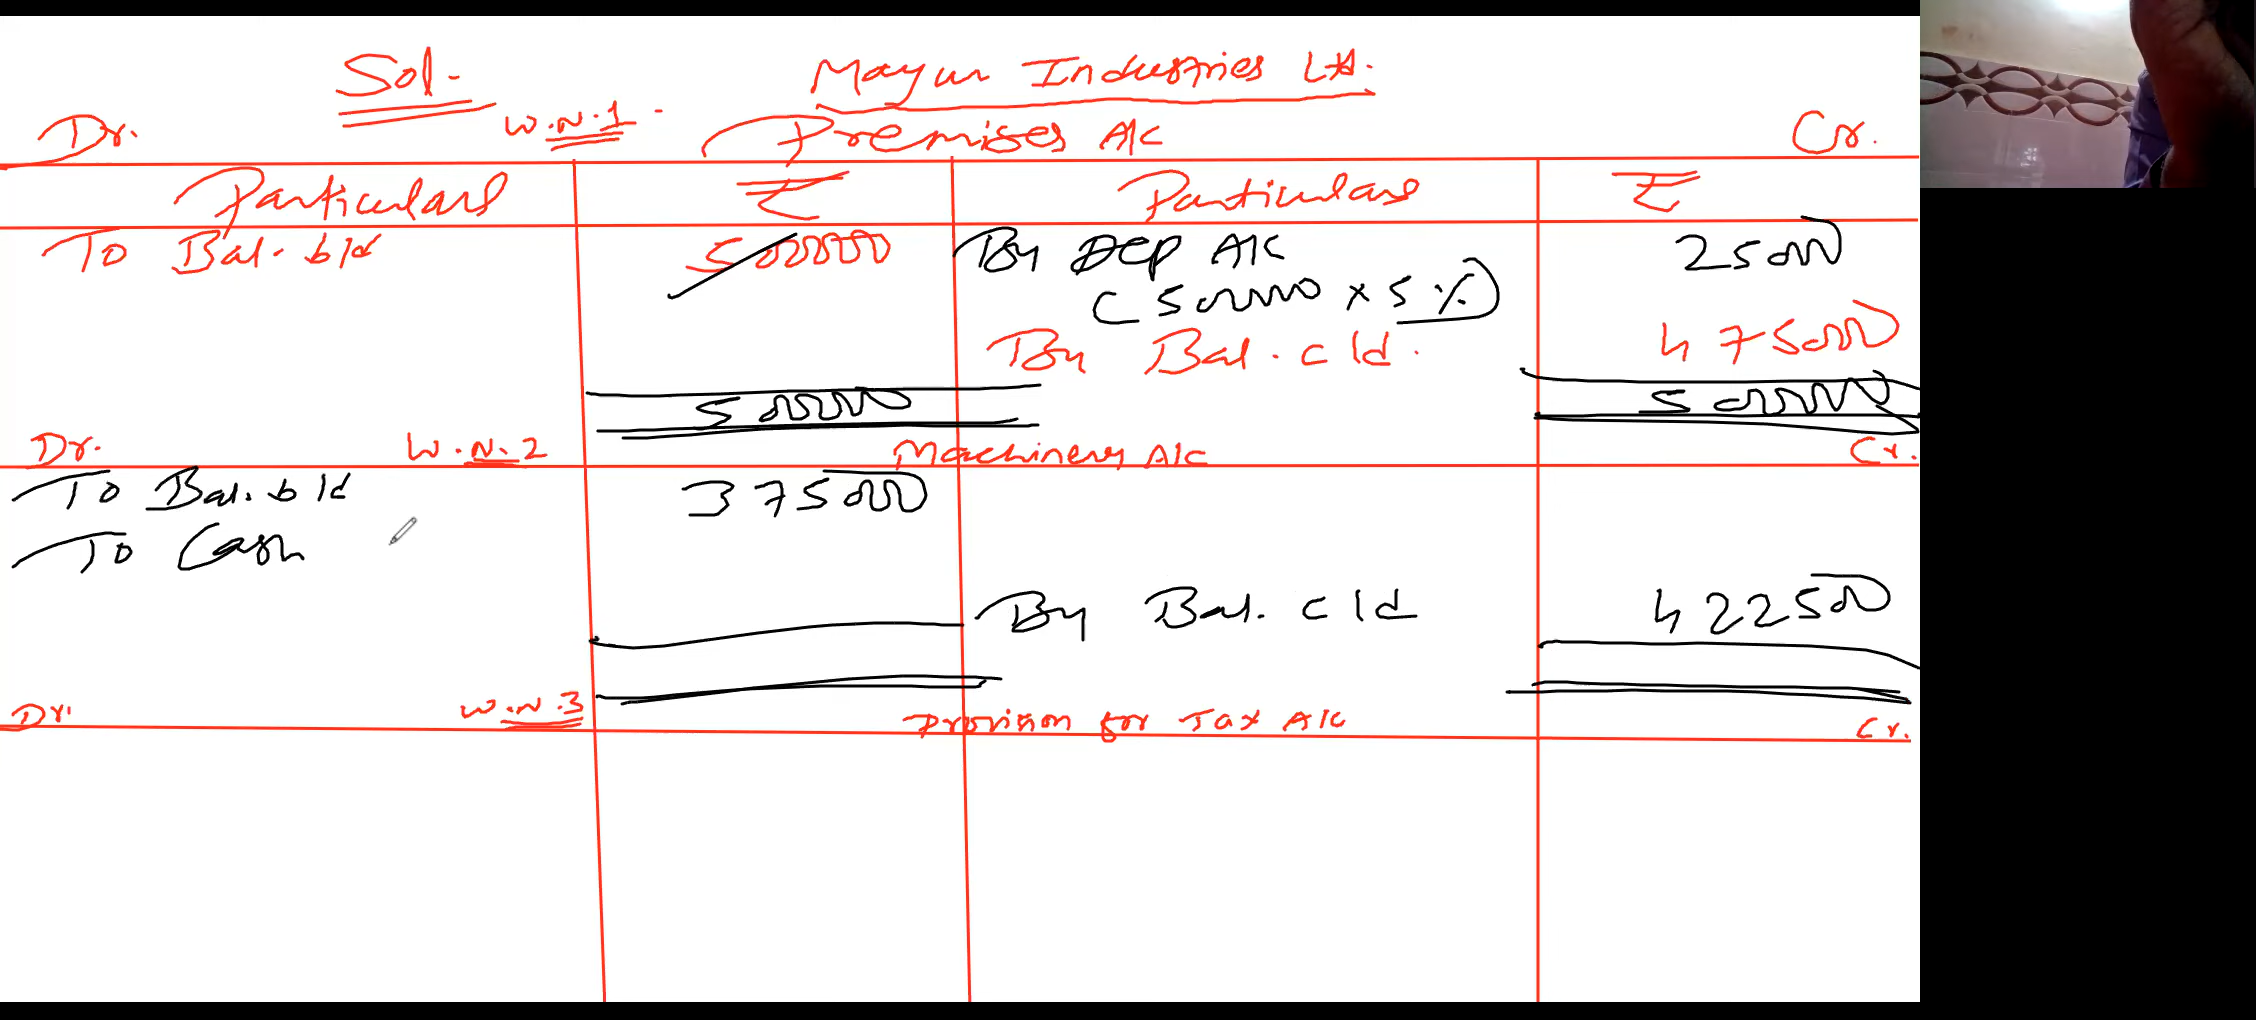 Sol. Mayur Industries Ltd.
Dr. W.N.1. Premises A/c Cr.
Particulars ₹ Particulars ₹
To Bal. b/d 500000 By Dep A/c 25000
(500000 x 5%)
By Bal. c/d. 475000
500000 500000
Dr. W.N.2 Machinery A/c Cr.
To Bal. b/d 375000
To Cash
By Bal. c/d 422500
Dr. W.N.3 Provision for Tax A/c Cr.